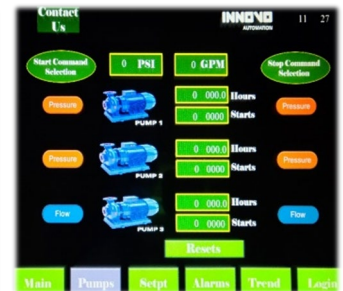 Contact Us
INNOVO AUTOMATION
11 27
Start Command Selection
0 PSI
0 GPM
Stop Command Selection
Pressure
0 000.0 Hours
0 0000 Starts
Pressure
PUMP 1
Pressure
0 000.0 Hours
0 0000 Starts
Pressure
PUMP 2
Flow
0 000.0 Hours
0 0000 Starts
Flow
PUMP 3
Resets
Main Pumps Setpt Alarms Trend Login